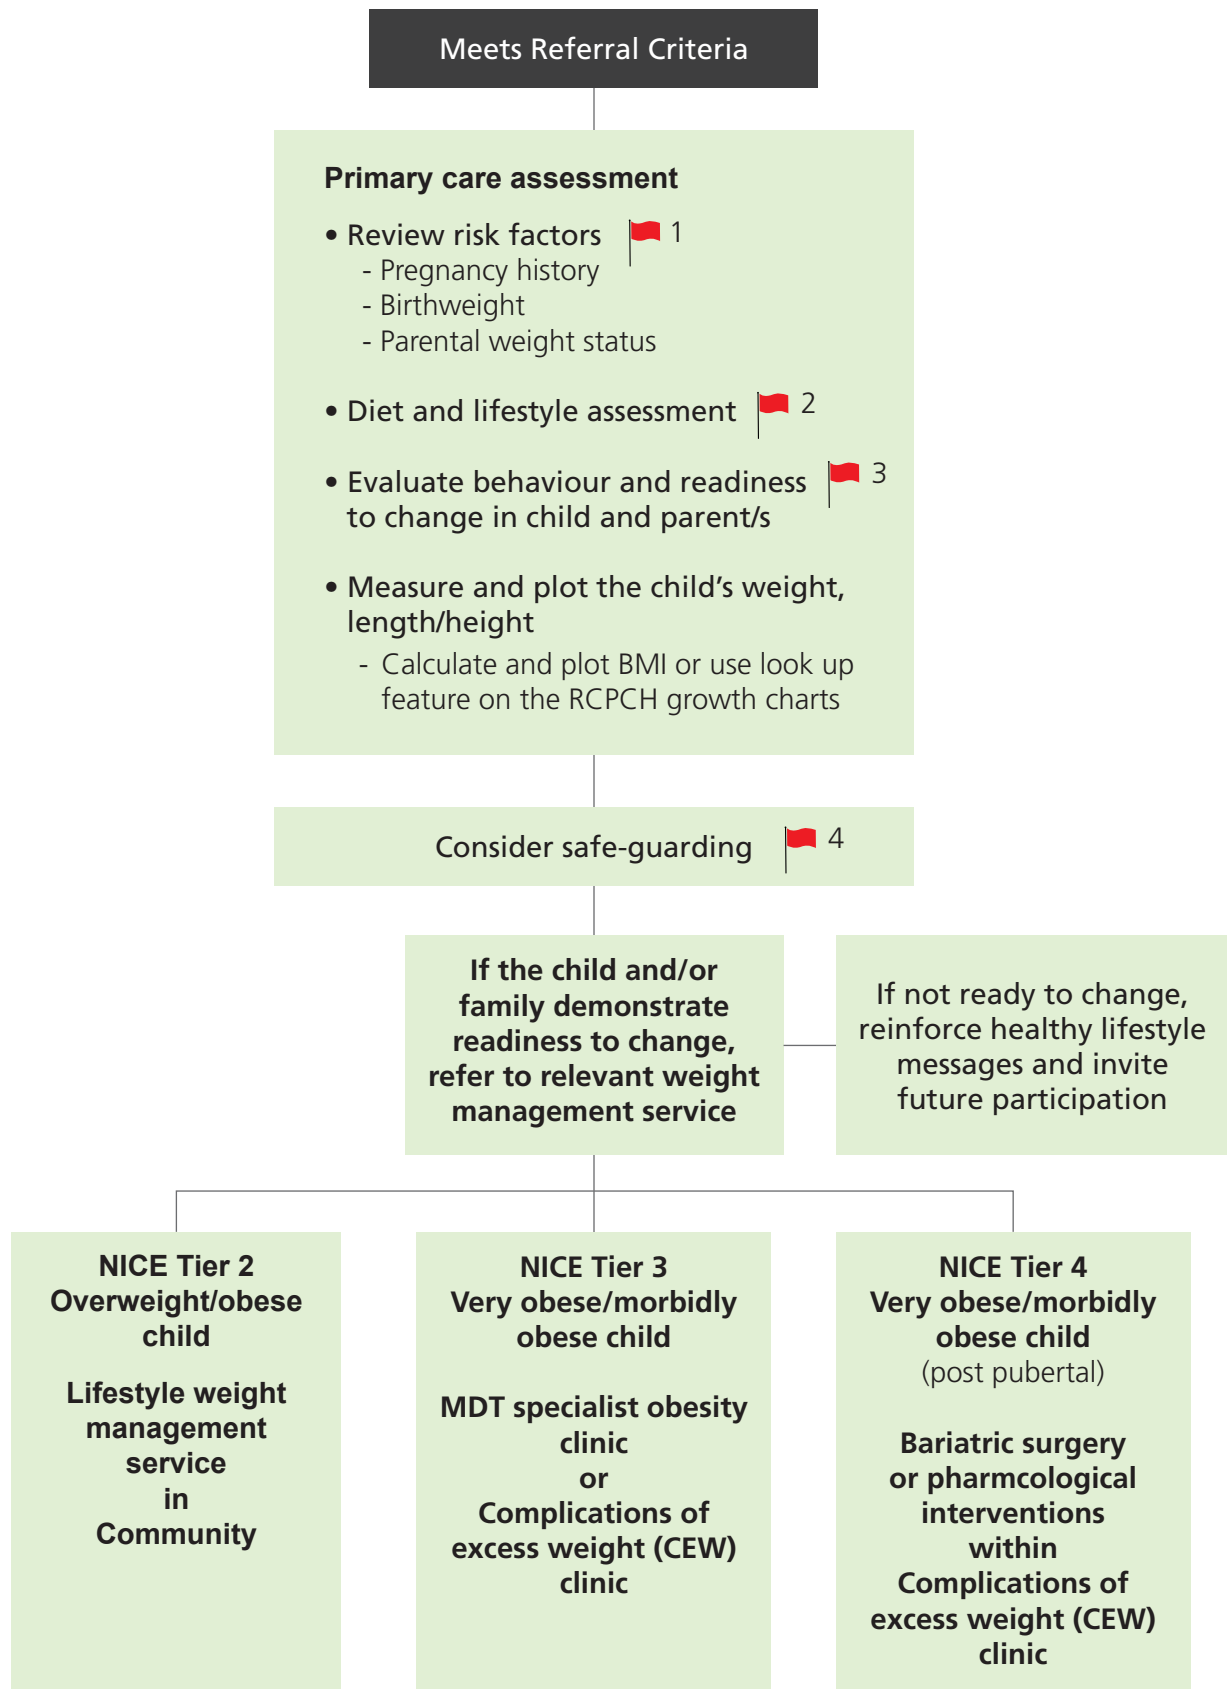 Meets Referral Criteria
Primary care assessment
• Review risk factors 1
- Pregnancy history
- Birthweight
- Parental weight status
• Diet and lifestyle assessment 2
• Evaluate behaviour and readiness 3
to change in child and parent/s
• Measure and plot the child's weight,
length/height
- Calculate and plot BMI or use look up
feature on the RCPCH growth charts
Consider safe-guarding 4
If the child and/or
family demonstrate
readiness to change,
refer to relevant weight
management service
If not ready to change,
reinforce healthy lifestyle
messages and invite
future participation
NICE Tier 2
Overweight/obese
child
Lifestyle weight
management
service
in
Community
NICE Tier 3
Very obese/morbidly
obese child
MDT specialist obesity
clinic
or
Complications of
excess weight (CEW)
clinic
NICE Tier 4
Very obese/morbidly
obese child
(post pubertal)
Bariatric surgery
or pharmcological
interventions
within
Complications of
excess weight (CEW)
clinic